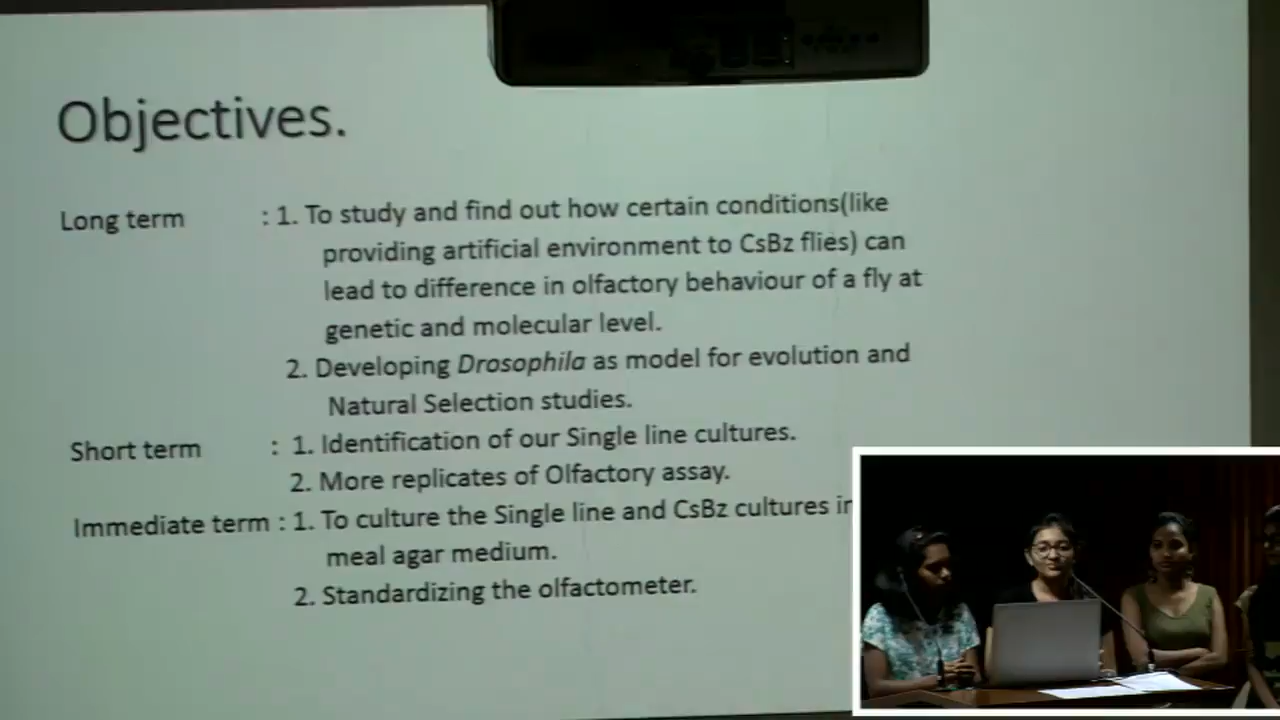 Objectives.
Long term : 1. To study and find out how certain conditions(like
providing artificial environment to CsBz flies) can
lead to difference in olfactory behaviour of a fly at
genetic and molecular level.
2. Developing Drosophila as model for evolution and
Natural Selection studies.
Short term : 1. Identification of our Single line cultures.
2. More replicates of Olfactory assay.
Immediate term : 1. To culture the Single line and CsBz cultures
meal agar medium.
2. Standardizing the olfactometer.